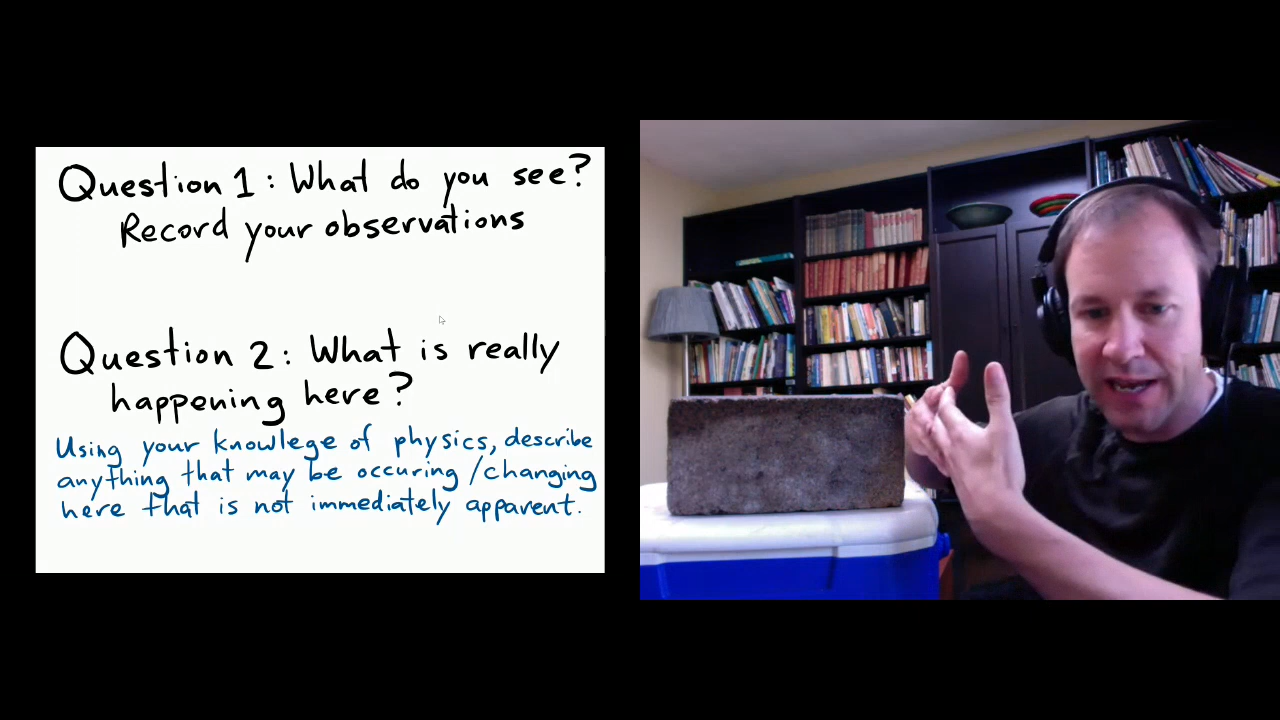 Question 1: What do you see?
Record your observations
Question 2: What is really
happening here?
Using your knowlege of physics, describe
anything that may be occuring/changing
here that is not immediately apparent.